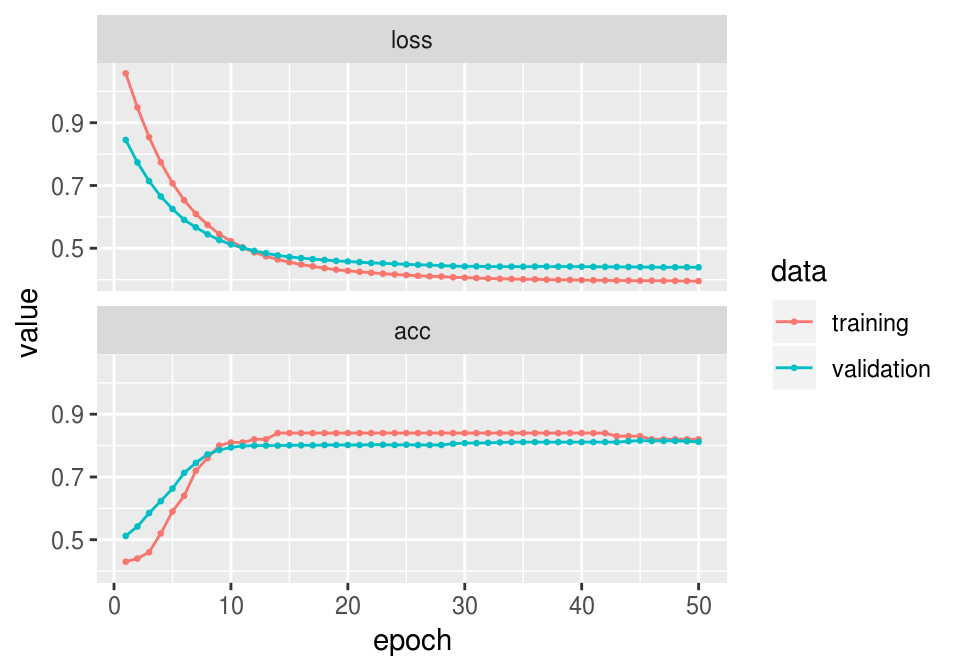 loss
0.9
0.7
0.5
acc
0.9
0.7
0.5
0 10 20 30 40 50
epoch
value
data
training
validation